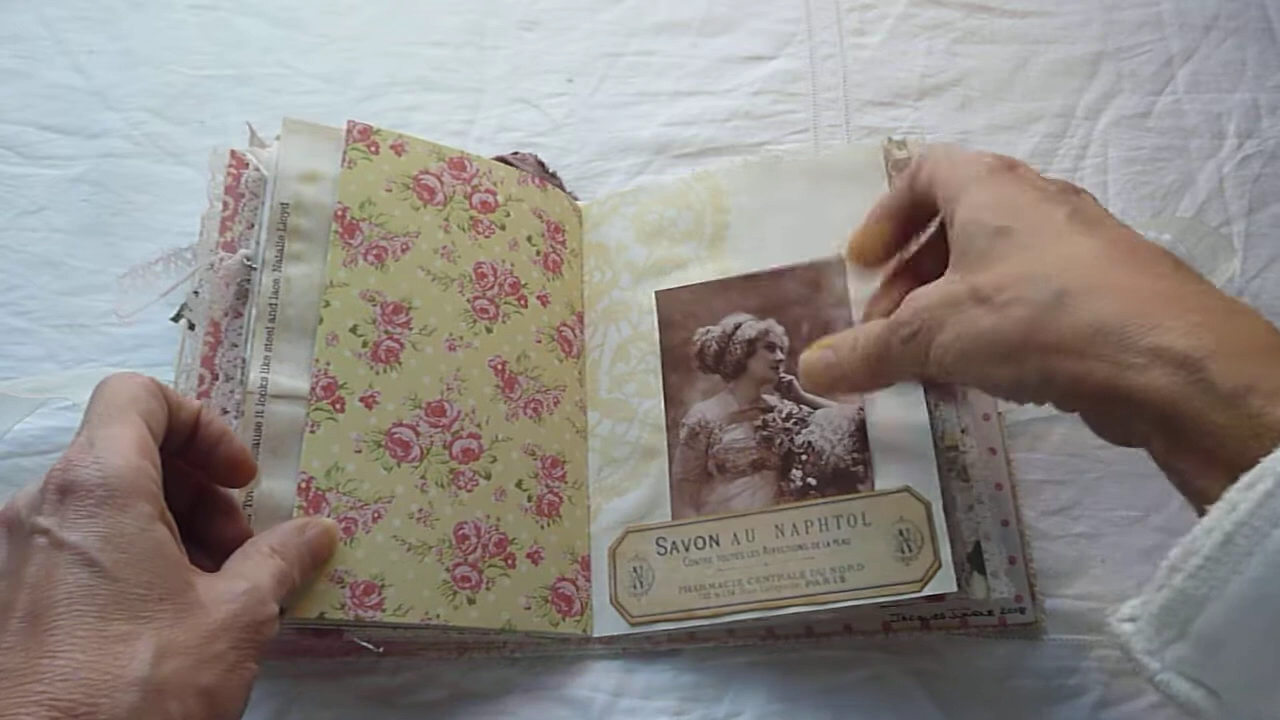 because it looks like steel and lace. Natalie Lloyd
SAVON AU NAPHTOL
CONTRE TOUTES LES AFFECTIONS DE LA PEAU
N
N
PHARMACIE CENTRALE DU NORD
PARIS
2008